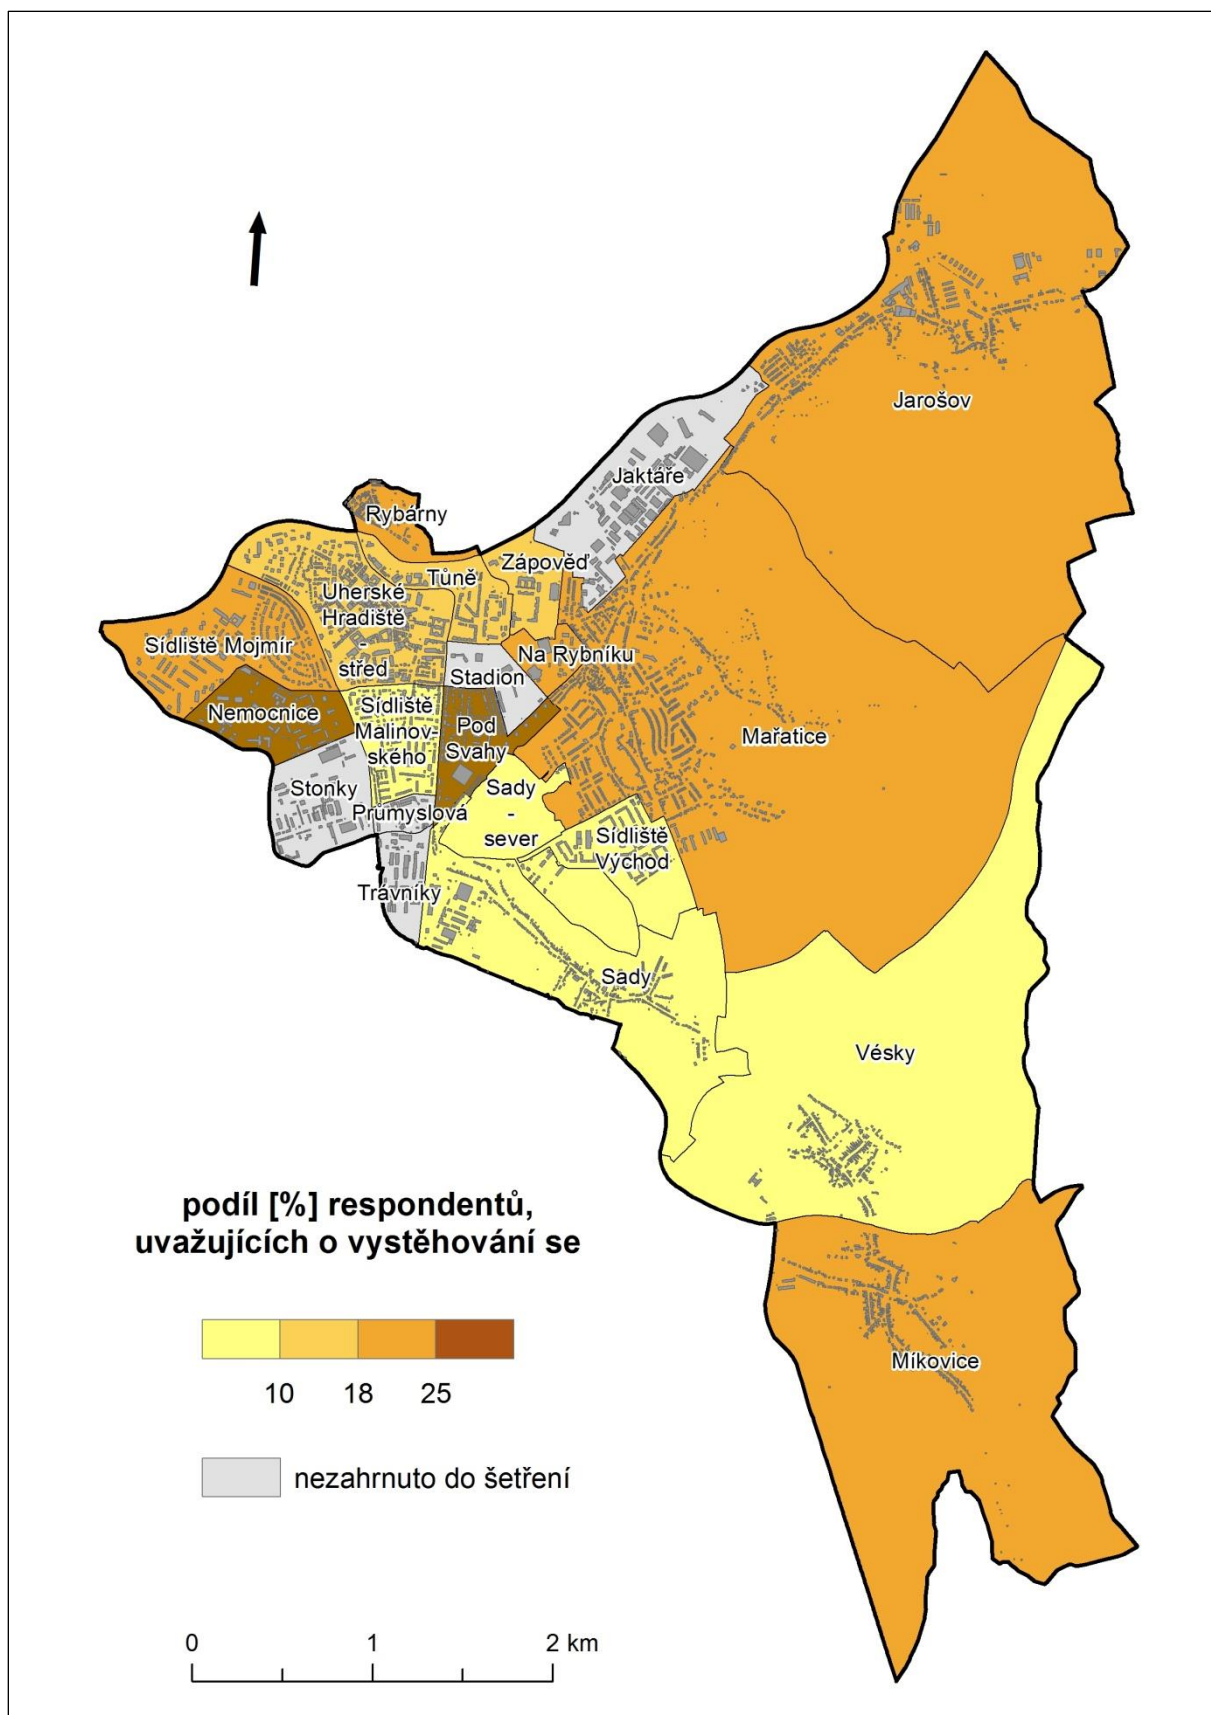 Jarošov
Jaktáře
Rybárny
Zápověď
Tůně
Uherské
Hradiště
-
střed
Sídliště Mojmír
Na Rybníku
Stadion
Nemocnice
Sídliště
Malinov-
ského
Pod
Svahy
Mařatice
Stonky
Průmyslová
Sady
-
sever
Sídliště
Východ
Trávníky
Sady
Vésky
podíl [%] respondentů,
uvažujících o vystěhování se
10 18 25
Míkovice
nezahrnuto do šetření
0 1 2 km